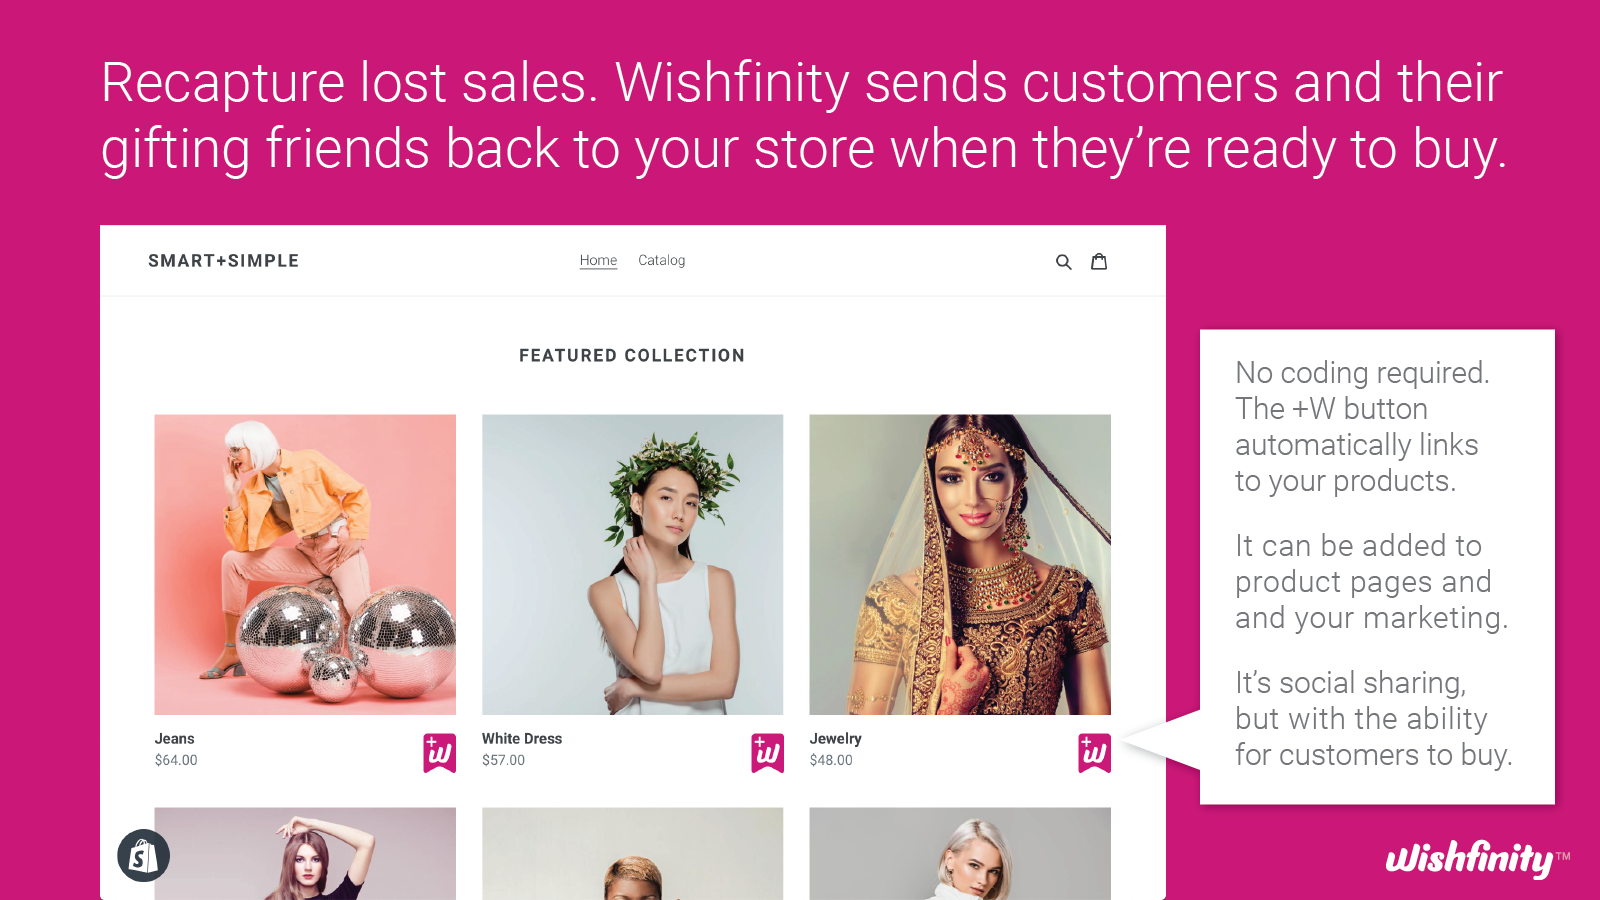 Recapture lost sales. Wishfinity sends customers and their
gifting friends back to your store when they’re ready to buy.
SMART+SIMPLE
Home
Catalog
FEATURED COLLECTION
Jeans
$64.00
+W
White Dress
$57.00
+W
Jewelry
$48.00
+W
No coding required.
The +W button
automatically links
to your products.
It can be added to
product pages and
and your marketing.
It’s social sharing,
but with the ability
for customers to buy.
S
Wishfinity™